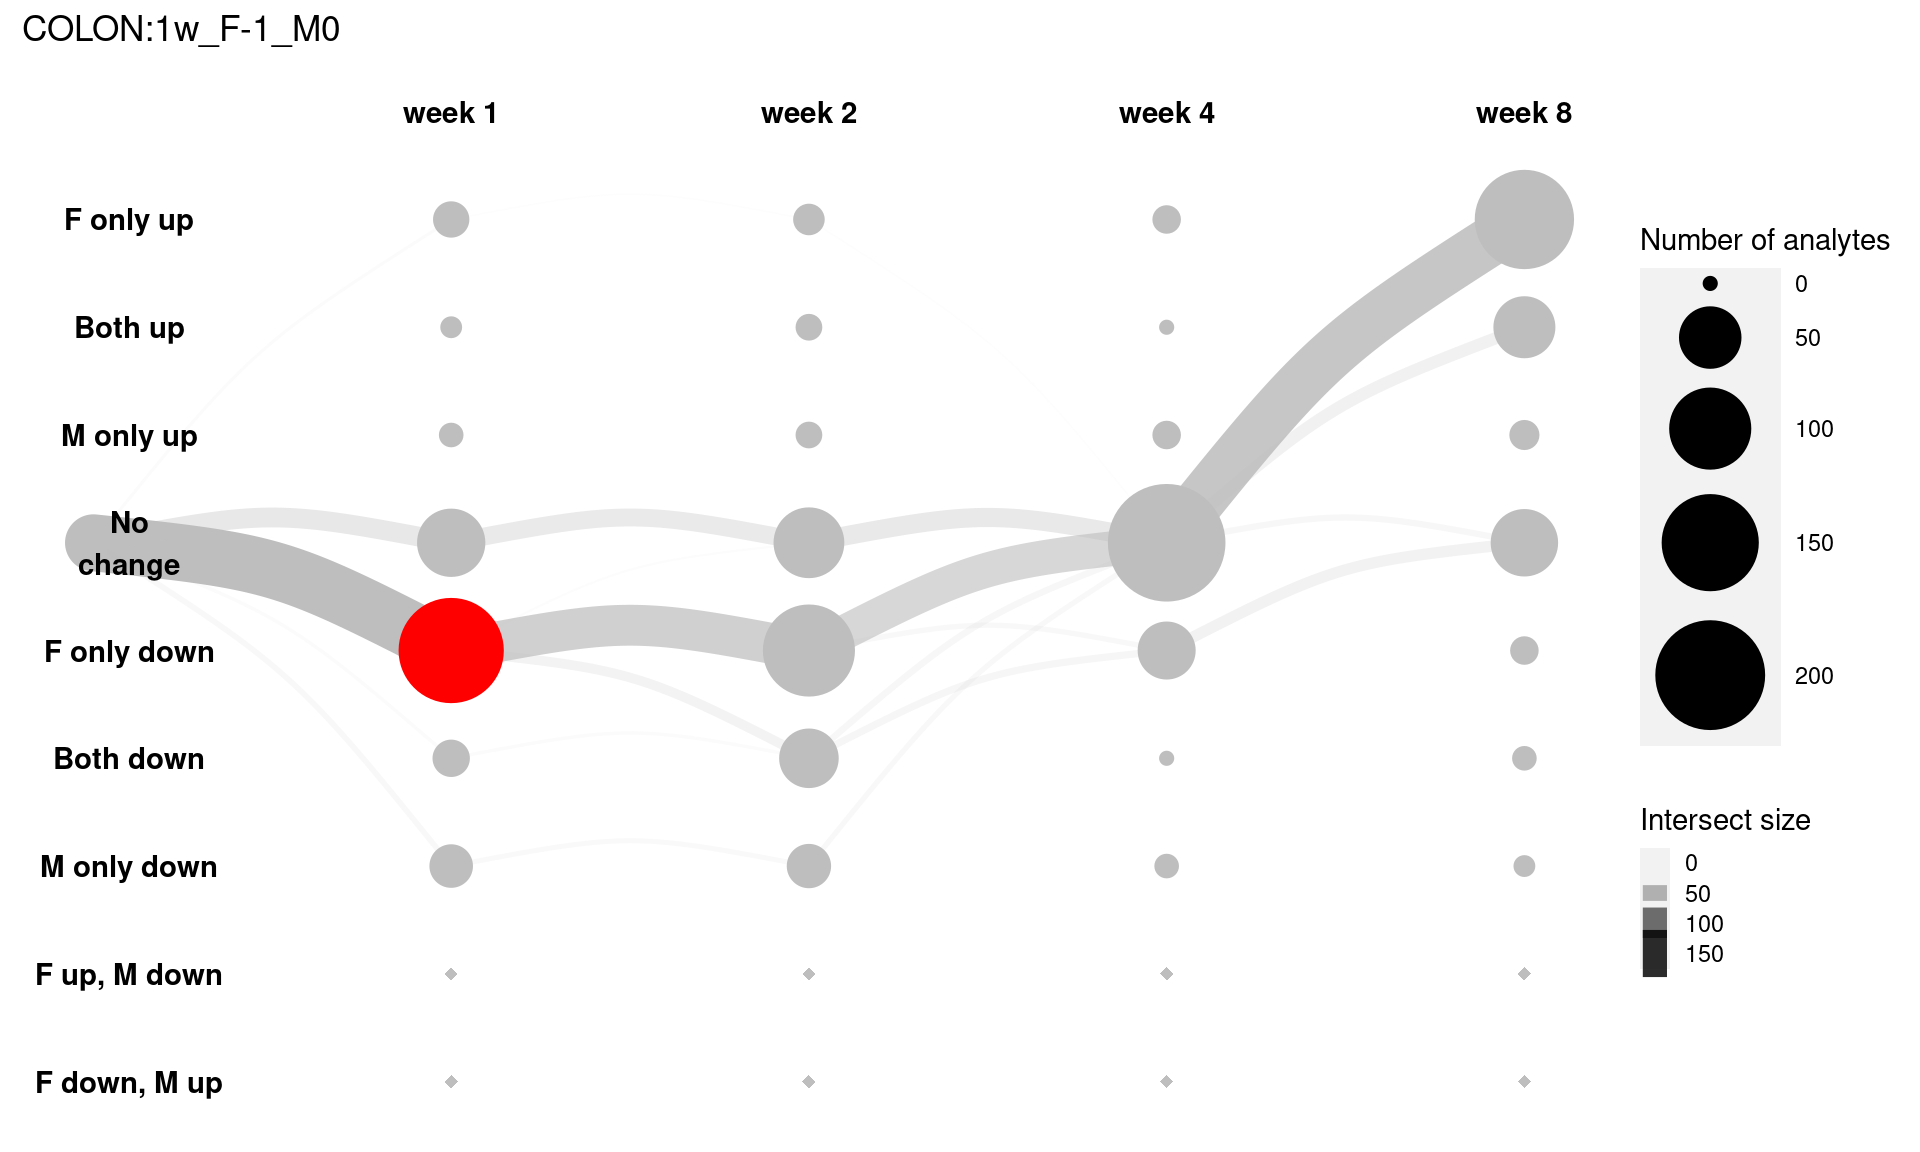 COLON:1w_F-1_M0
week 1
week 2
week 4
week 8
F only up
Both up
M only up
No
change
F only down
Both down
M only down
F up, M down
F down, M up
Number of analytes
0
50
100
150
200
Intersect size
0
50
100
150